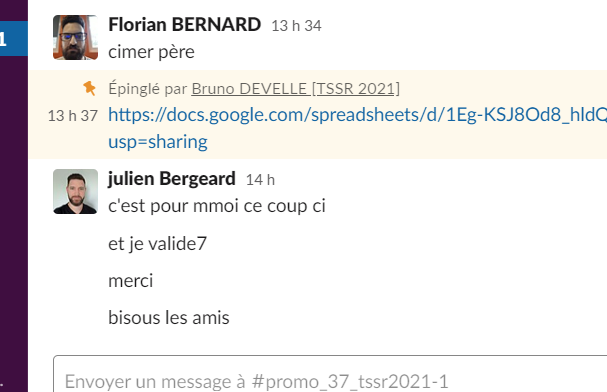 1
Florian BERNARD 13 h 34
cimer père
Épinglé par Bruno DEVELLE [TSSR 2021]
13 h 37 https://docs.google.com/spreadsheets/d/1Eg-KSJ8Od8_hIdQ
usp=sharing
julien Bergeard 14 h
c'est pour mmoi ce coup ci
et je valide7
merci
bisous les amis
Envoyer un message à #promo_37_tssr2021-1